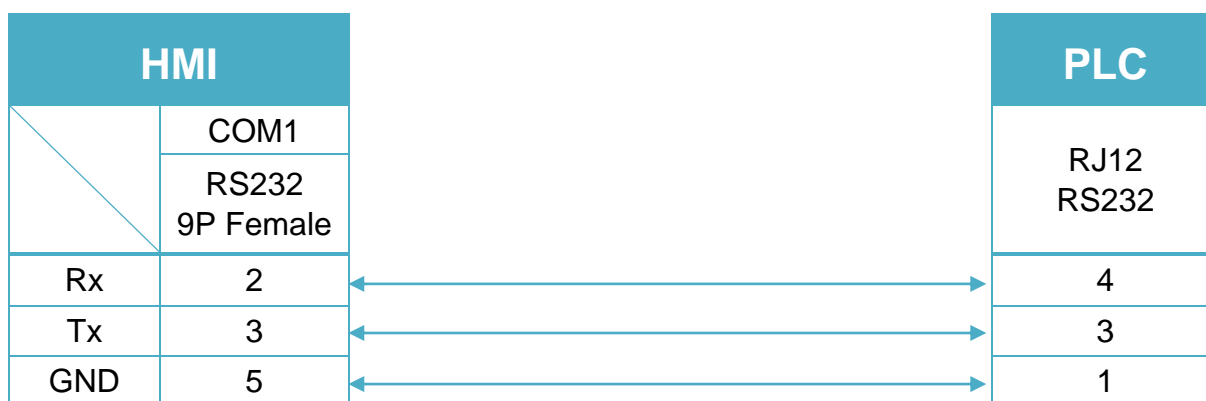 HMI PLC
COM1
RS232
9P Female
RJ12
RS232
Rx 2 4
Tx 3 3
GND 5 1